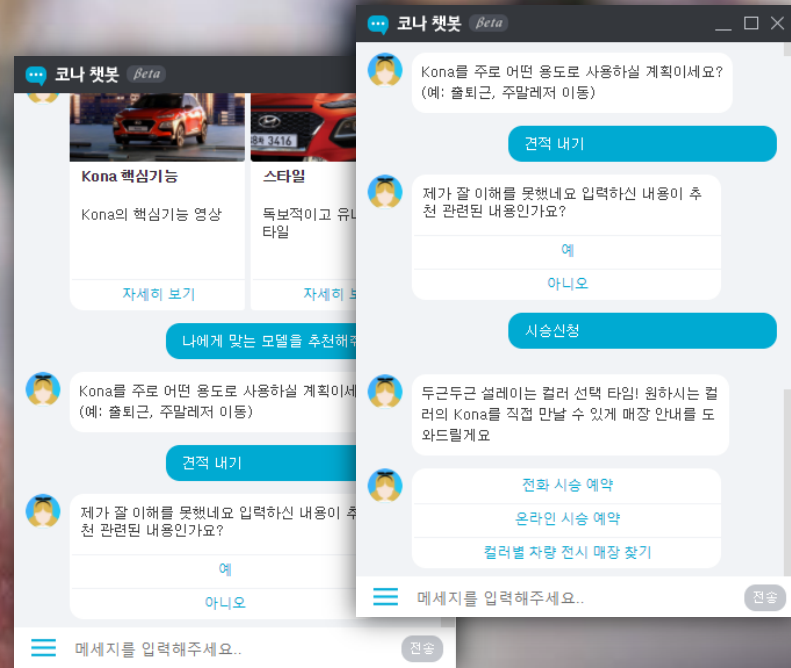 코나 챗봇 Beta
8독 3416
Kona 핵심기능
스타일
Kona의 핵심기능 영상
독보적이고 유니
타일
자세히 보기
자세히
나에게 맞는 모델을 추천해줘
Kona를 주로 어떤 용도로 사용하실 계획이세
(예: 출퇴근, 주말레저 이동)
견적 내기
제가 잘 이해를 못했네요 입력하신 내용이 추
천 관련된 내용인가요?
예
아니오
메세지를 입력해주세요..
전송
코나 챗봇 Beta
Kona를 주로 어떤 용도로 사용하실 계획이세요?
(예: 출퇴근, 주말레저 이동)
견적 내기
제가 잘 이해를 못했네요 입력하신 내용이 추
천 관련된 내용인가요?
예
아니오
시승신청
두근두근 설레이는 컬러 선택 타임! 원하시는 컬
러의 Kona를 직접 만날 수 있게 매장 안내를 도
와드릴게요
전화 시승 예약
온라인 시승 예약
컬러별 차량 전시 매장 찾기
메세지를 입력해주세요..
전송